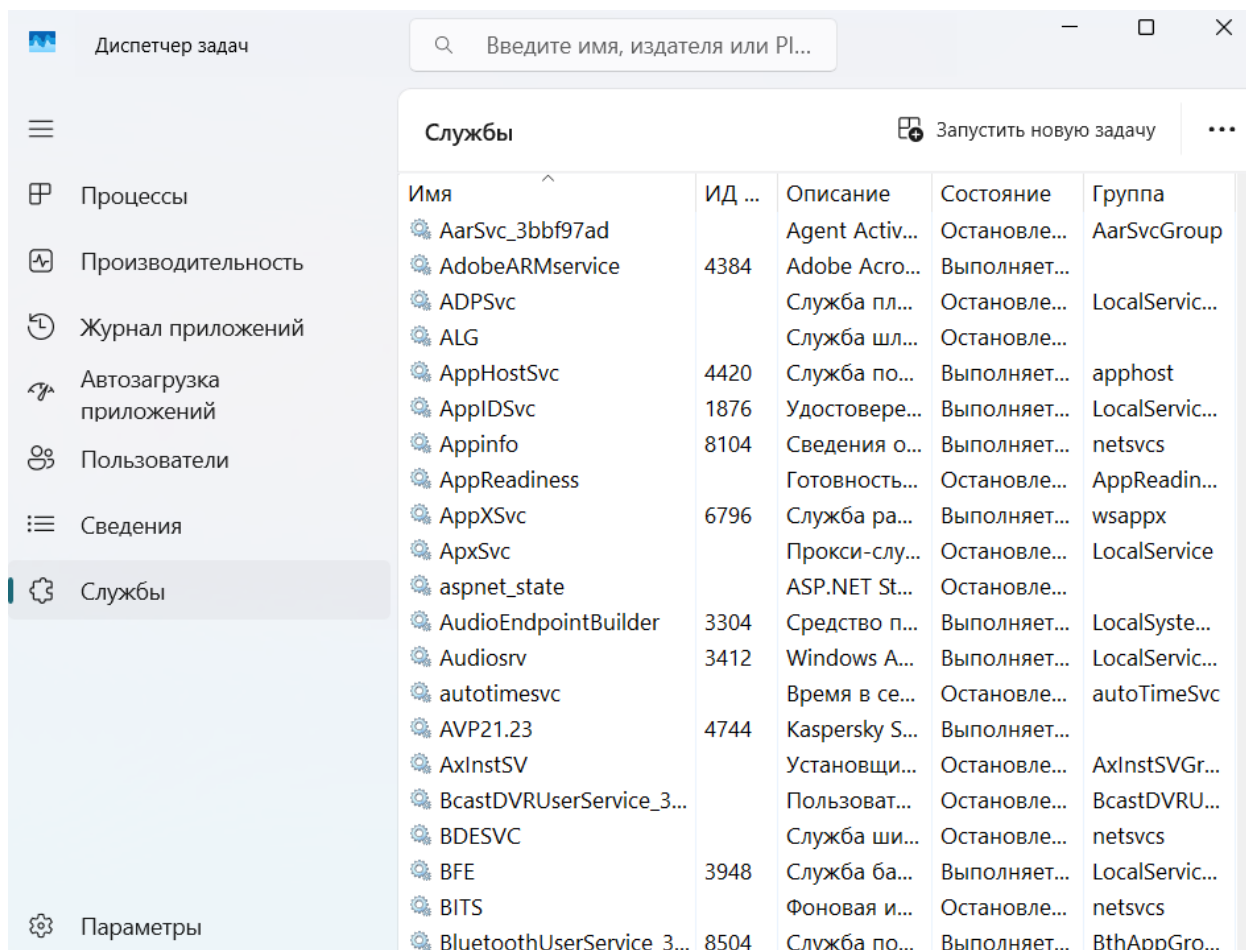 Диспетчер задач
Введите имя, издателя или PI...
Службы
Запустить новую задачу
Процессы
Производительность
Журнал приложений
Автозагрузка
приложений
Пользователи
Сведения
Службы
Параметры
Имя ИД ... Описание Состояние Группа
AarSvc_3bbf97ad Agent Activ... Остановле... AarSvcGroup
AdobeARMservice 4384 Adobe Acro... Выполняет...
ADPSvc Служба пл... Остановле... LocalServic...
ALG Служба шл... Остановле...
AppHostSvc 4420 Служба по... Выполняет... apphost
AppIDSvc 1876 Удостовере... Выполняет... LocalServic...
Appinfo 8104 Сведения о... Выполняет... netsvcs
AppReadiness Готовность... Остановле... AppReadin...
AppXSvc 6796 Служба ра... Выполняет... wsappx
ApxSvc Прокси-слу... Остановле... LocalService
aspnet_state ASP.NET St... Остановле...
AudioEndpointBuilder 3304 Средство п... Выполняет... LocalSyste...
Audiosrv 3412 Windows A... Выполняет... LocalServic...
autotimesvc Время в се... Остановле... autoTimeSvc
AVP21.23 4744 Kaspersky S... Выполняет...
AxInstSV Установщи... Остановле... AxInstSVGr...
BcastDVRUserService_3... Пользоват... Остановле... BcastDVRU...
BDESVC Служба ши... Остановле... netsvcs
BFE 3948 Служба ба... Выполняет... LocalServic...
BITS Фоновая и... Остановле... netsvcs
BluetoothUserService_3... 8504 Служба по... Выполняет... BthAppGro...